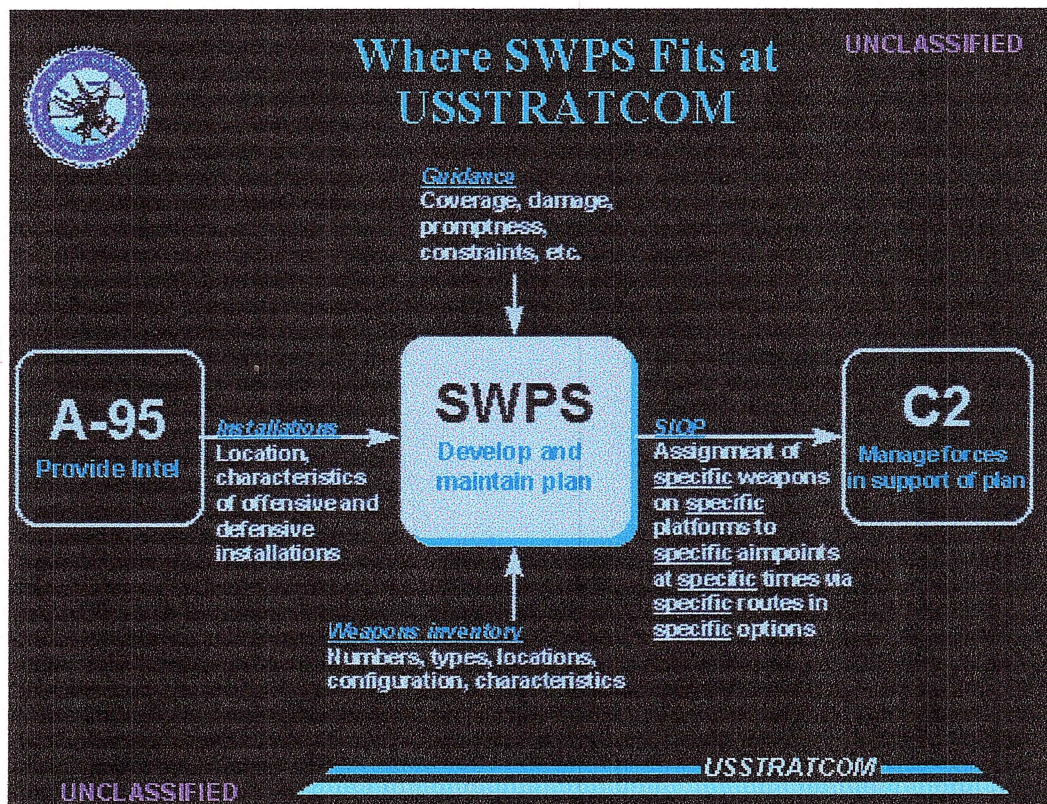 UNCLASSIFIED
Where SWPS Fits at
USSTRATCOM
Guidance
Coverage, damage,
promptness,
constraints, etc.
A-95
Provide Intel
Installations
Location,
characteristics
of offensive and
defensive
installations
SWPS
Develop and
maintain plan
SIOP
Assignment of
specific weapons
on specific
platforms to
specific aimpoints
at specific times via
specific routes in
specific options
C2
Manage forces
in support of plan
Weapons inventory
Numbers, types, locations,
configuration, characteristics
USSTRATCOM
UNCLASSIFIED